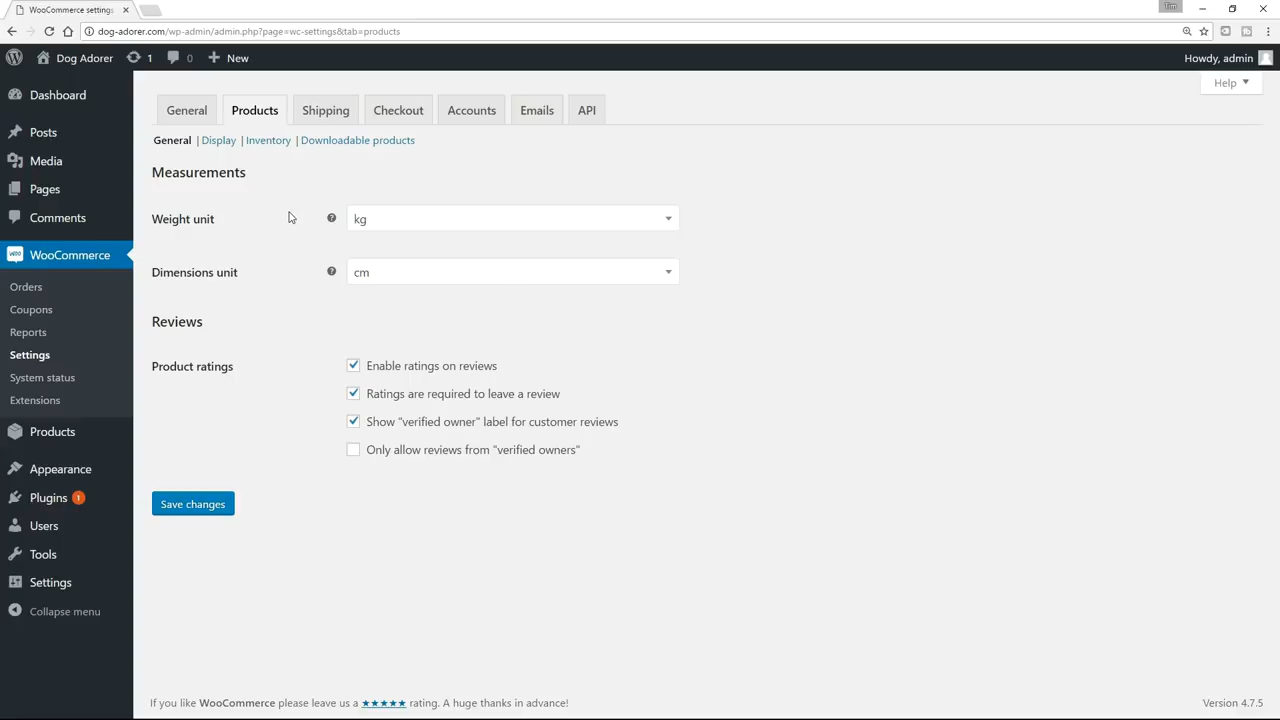 WooCommerce settings
Tim
dog-adorer.com/wp-admin/admin.php?page=wc-settings&tab=products
Dog Adorer 1 0 New Howdy, admin
Help
Dashboard
Posts
Media
Pages
Comments
WooCommerce
Orders
Coupons
Reports
Settings
System status
Extensions
Products
Appearance
Plugins 1
Users
Tools
Settings
Collapse menu
General Products Shipping Checkout Accounts Emails API
General | Display | Inventory | Downloadable products
Measurements
Weight unit ? kg
Dimensions unit ? cm
Reviews
Product ratings Enable ratings on reviews
Ratings are required to leave a review
Show "verified owner" label for customer reviews
Only allow reviews from "verified owners"
Save changes
If you like WooCommerce please leave us a ★★★★★ rating. A huge thanks in advance! Version 4.7.5